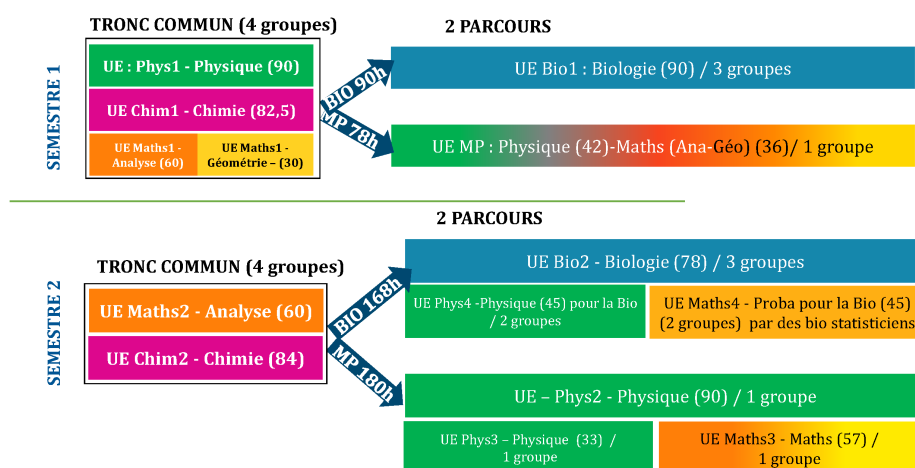 TRONC COMMUN (4 groupes)
2 PARCOURS
SEMESTRE 1
UE : Phys1 - Physique (90)
UE Chim1 - Chimie (82,5)
UE Maths1 -
Analyse (60)
UE Maths1 -
Géométrie – (30)
BIO 90h
MP 78h
UE Bio1 : Biologie (90) / 3 groupes
UE MP : Physique (42)-Maths (Ana-Géo) (36)/ 1 groupe
2 PARCOURS
SEMESTRE 2
TRONC COMMUN (4 groupes)
UE Maths2 - Analyse (60)
UE Chim2 - Chimie (84)
BIO 168h
MP 180h
UE Bio2 - Biologie (78) / 3 groupes
UE Phys4 -Physique (45) pour la Bio
/ 2 groupes
UE Maths4 - Proba pour la Bio (45)
(2 groupes) par des bio statisticiens
UE – Phys2 - Physique (90) / 1 groupe
UE Phys3 – Physique (33) /
1 groupe
UE Maths3 - Maths (57) /
1 groupe